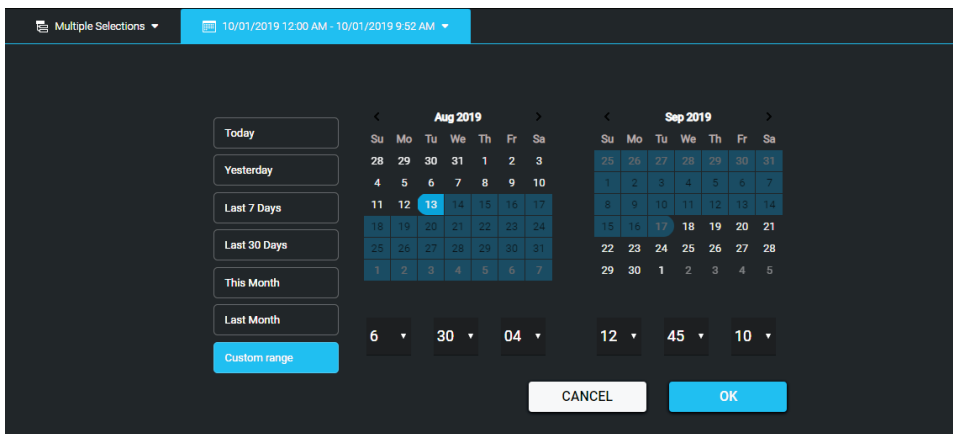 Multiple Selections 10/01/2019 12:00 AM - 10/01/2019 9:52 AM
Today
Yesterday
Last 7 Days
Last 30 Days
This Month
Last Month
Custom range
Aug 2019
Su Mo Tu We Th Fr Sa
28 29 30 31 1 2 3
4 5 6 7 8 9 10
11 12 13 14 15 16 17
18 19 20 21 22 23 24
25 26 27 28 29 30 31
1 2 3 4 5 6 7
6 30 04
Sep 2019
Su Mo Tu We Th Fr Sa
25 26 27 28 29 30 31
1 2 3 4 5 6 7
8 9 10 11 12 13 14
15 16 17 18 19 20 21
22 23 24 25 26 27 28
29 30 1 2 3 4 5
12 45 10
CANCEL OK